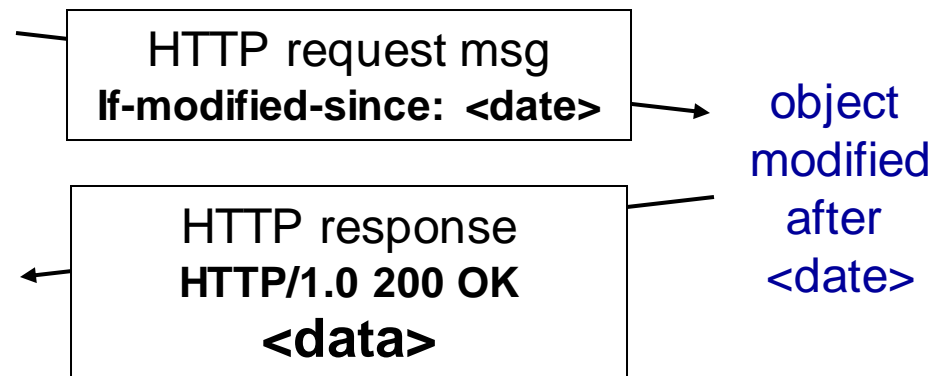 HTTP request msg
If-modified-since: <date>
object
modified
after
<date>
HTTP response
HTTP/1.0 200 OK
<data>